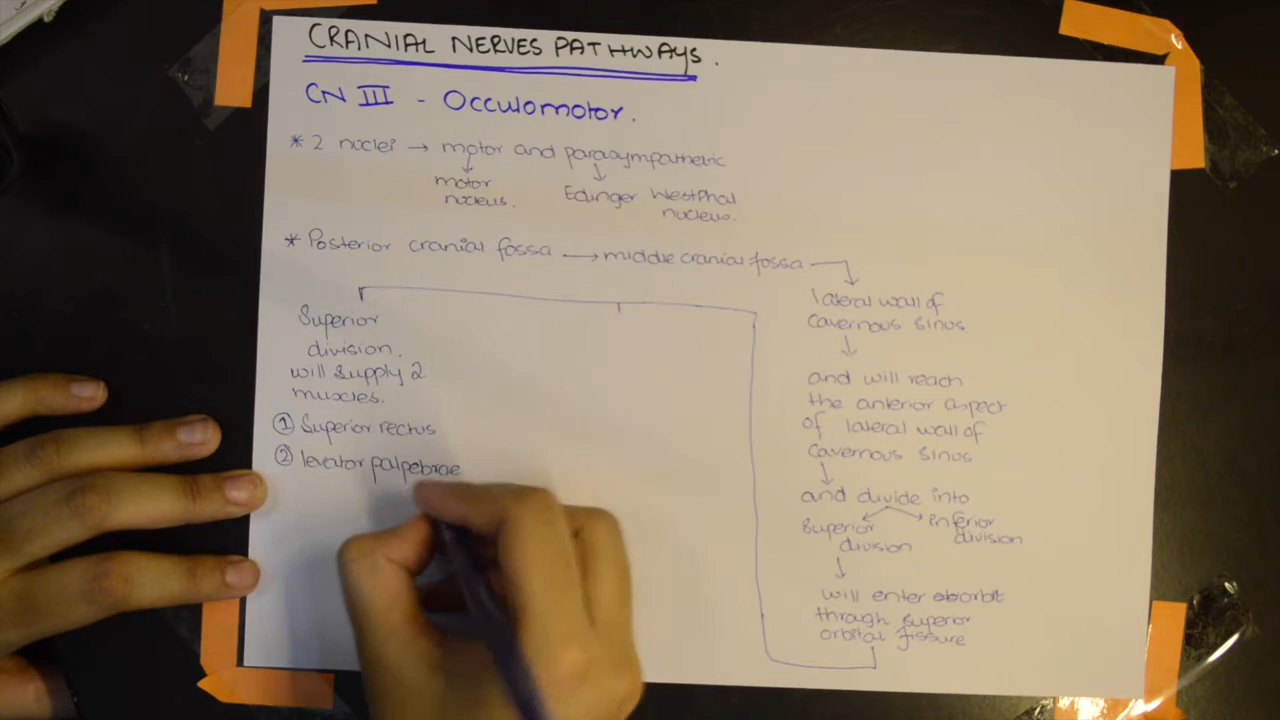 CRANIAL NERVES PATHWAYS.
CN III - Occulomotor.
* 2 nuclei → motor and parasympathetic
motor
nucleus.
Edinger Westphal
nucleus.
* Posterior cranial fossa → middle cranial fossa
lateral wall of
cavernous sinus
and will reach
the anterior aspect
of lateral wall of
cavernous sinus
and divide into
superior
division
inferior
division
will enter orbit
through superior
orbital fissure
Superior
division.
will supply 2
muscles.
① Superior rectus
② levator palpebrae